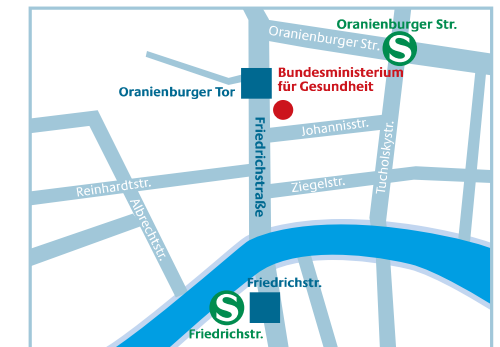 Oranienburger Str.
Oranienburger Str.
S
Bundesministerium
für Gesundheit
Oranienburger Tor
Johannisstr.
Friedrichstraße
Tucholskystr.
Reinhardtstr.
Ziegelstr.
Albrechtstr.
Friedrichstr.
S
Friedrichstr.